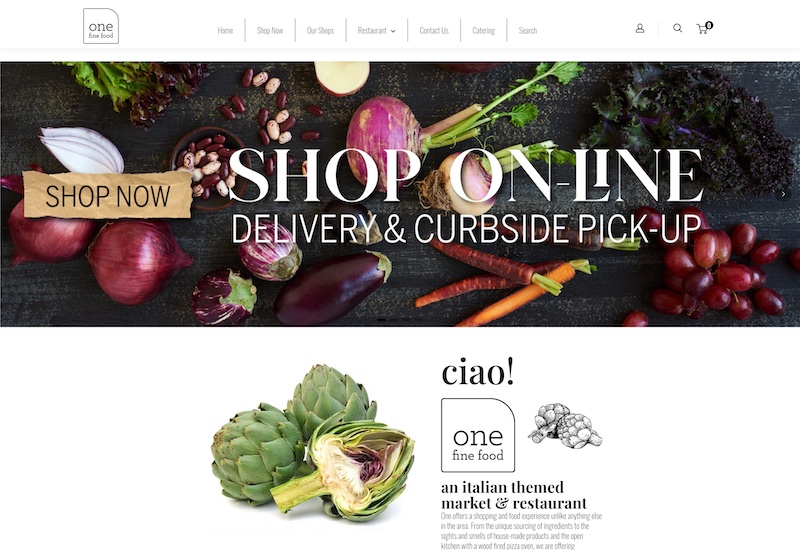 one
fine food
Home
Shop Now
Our Shops
Restaurant
Contact Us
Catering
Search
0
SHOP ON-LINE
SHOP NOW
DELIVERY & CURBSIDE PICK-UP
ciao!
one
fine food
an italian themed
market & restaurant
One offers a shopping and food experience unlike anything else
in the area. From the unique sourcing of ingredients to the
sights and smells of house-made products and the open
kitchen with a wood fired pizza oven, we are offering